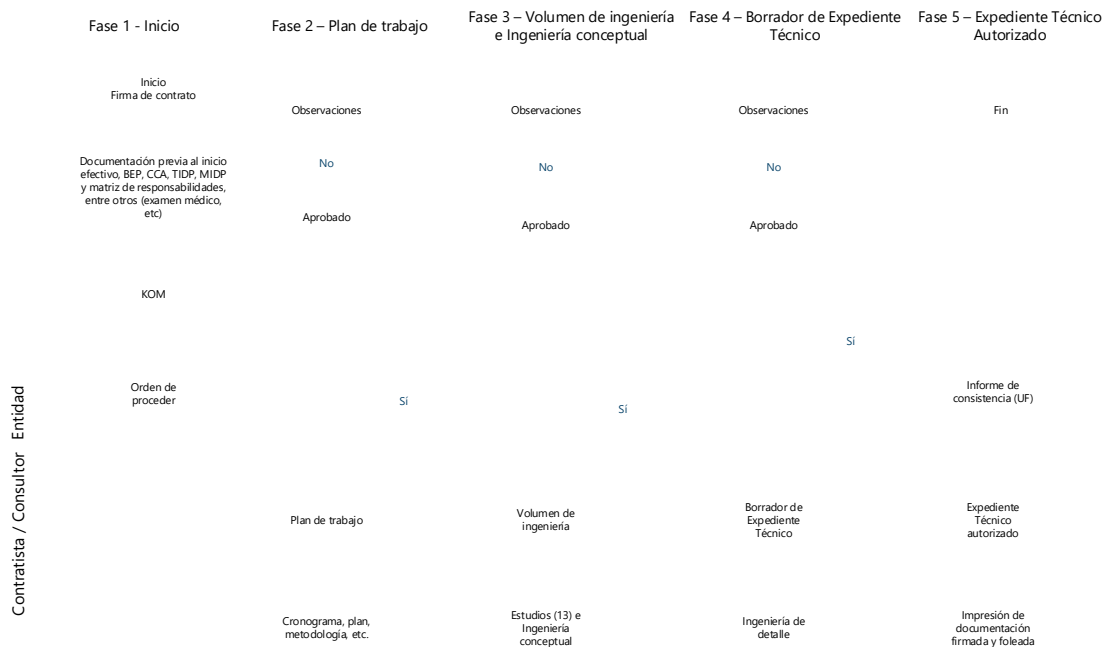 Fase 1 - Inicio
Fase 2 – Plan de trabajo
Fase 3 – Volumen de ingeniería
e Ingeniería conceptual
Fase 4 – Borrador de Expediente
Técnico
Fase 5 – Expediente Técnico
Autorizado
Inicio
Firma de contrato
Observaciones
Observaciones
Observaciones
Fin
Documentación previa al inicio
efectivo, BEP, CCA, TIDP, MIDP
y matriz de responsabilidades,
entre otros (examen médico,
etc)
No
No
No
Aprobado
Aprobado
Aprobado
KOM
Sí
Orden de
proceder
Sí
Sí
Informe de
consistencia (UF)
Entidad
Contratista / Consultor
Plan de trabajo
Volumen de
ingeniería
Borrador de
Expediente
Técnico
Expediente
Técnico
autorizado
Cronograma, plan,
metodología, etc.
Estudios (13) e
Ingeniería
conceptual
Ingeniería de
detalle
Impresión de
documentación
firmada y foleada